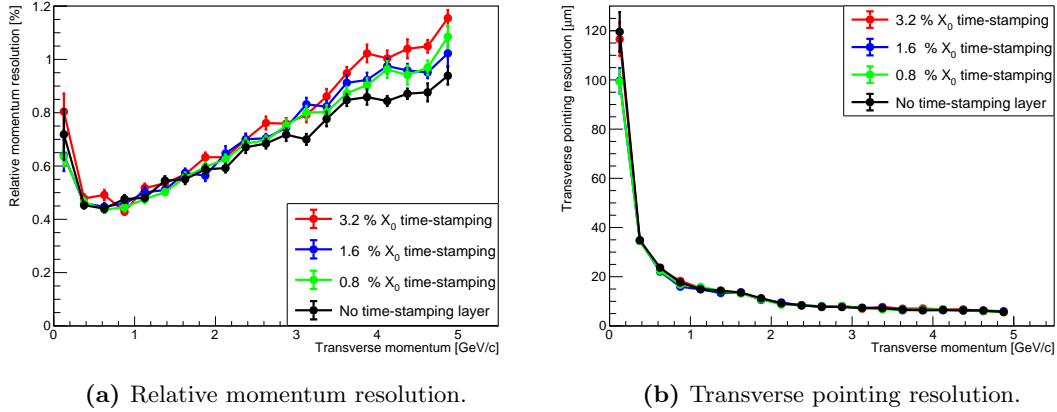 Relative momentum resolution [%]
1.2
1
0.8
0.6
0.4
0.2
0
0 1 2 3 4 5
Transverse momentum [GeV/c]
3.2 % X₀ time-stamping
1.6 % X₀ time-stamping
0.8 % X₀ time-stamping
No time-stamping layer
(a) Relative momentum resolution.
Transverse pointing resolution [μm]
120
100
80
60
40
20
0
0 1 2 3 4 5
Transverse momentum [GeV/c]
3.2 % X₀ time-stamping
1.6 % X₀ time-stamping
0.8 % X₀ time-stamping
No time-stamping layer
(b) Transverse pointing resolution.